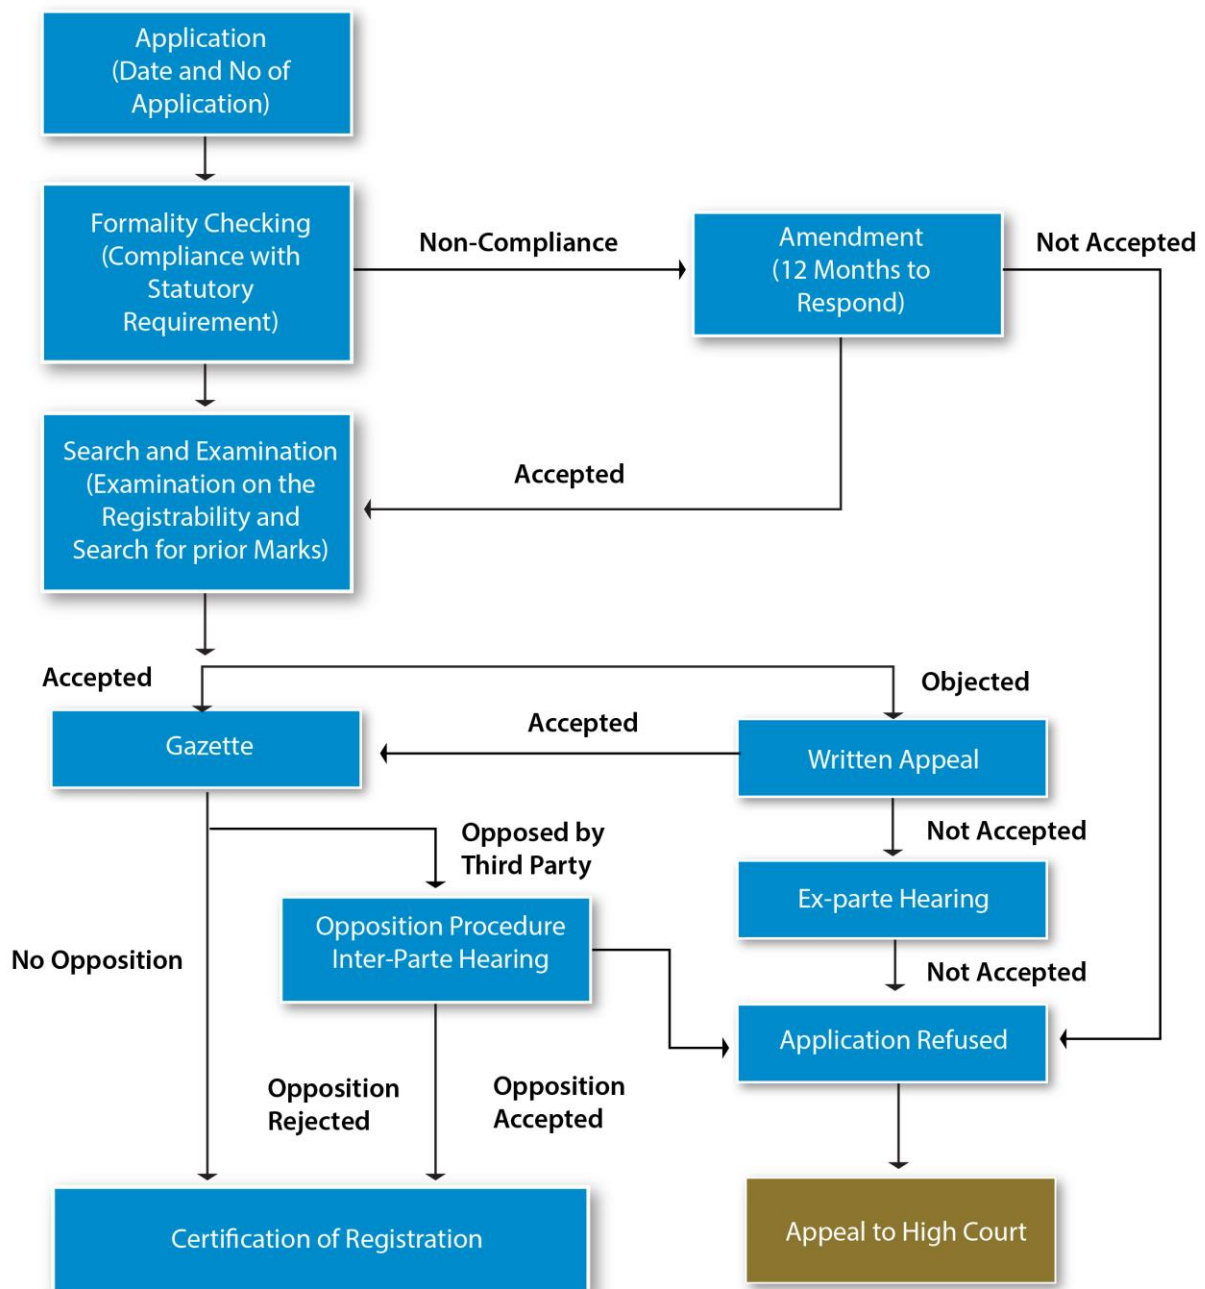 Application
(Date and No of
Application)
Formality Checking
(Compliance with
Statutory
Requirement)
Non-Compliance
Amendment
(12 Months to
Respond)
Not Accepted
Search and Examination
(Examination on the
Registrability and
Search for prior Marks)
Accepted
Accepted
Objected
Gazette
Accepted
Written Appeal
Not Accepted
Opposed by
Third Party
Ex-parte Hearing
Opposition Procedure
Inter-Parte Hearing
No Opposition
Not Accepted
Application Refused
Opposition
Rejected
Opposition
Accepted
Certification of Registration
Appeal to High Court